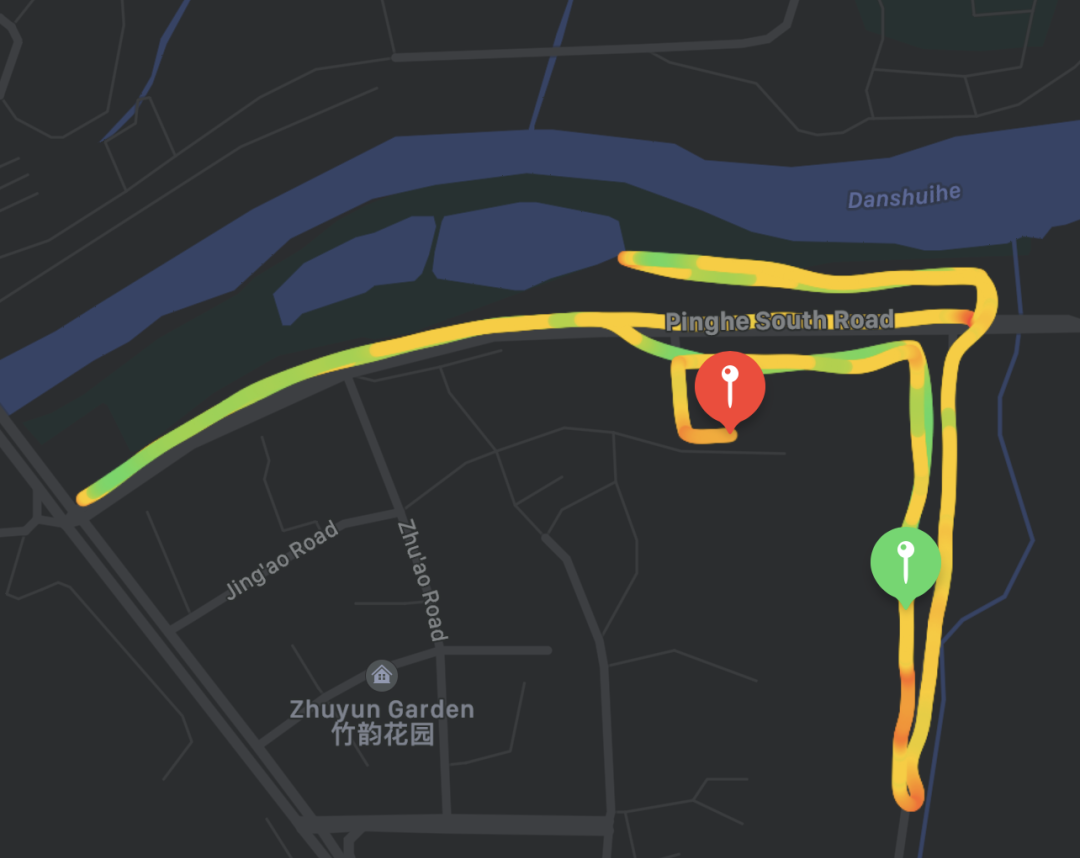 Danshuihe
Pinghe South Road
Jing'ao Road
Zhu'ao Road
Zhuyun Garden
竹韵花园